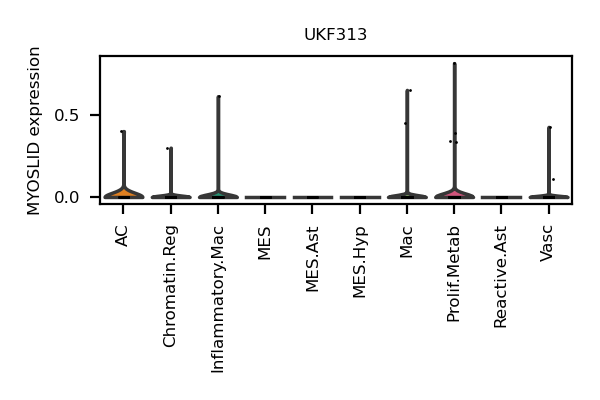 UKF313
MYOSLID expression
0.5
0.0
AC
Chromatin.Reg
Inflammatory.Mac
MES
MES.Ast
MES.Hyp
Mac
Prolif.Metab
Reactive.Ast
Vasc